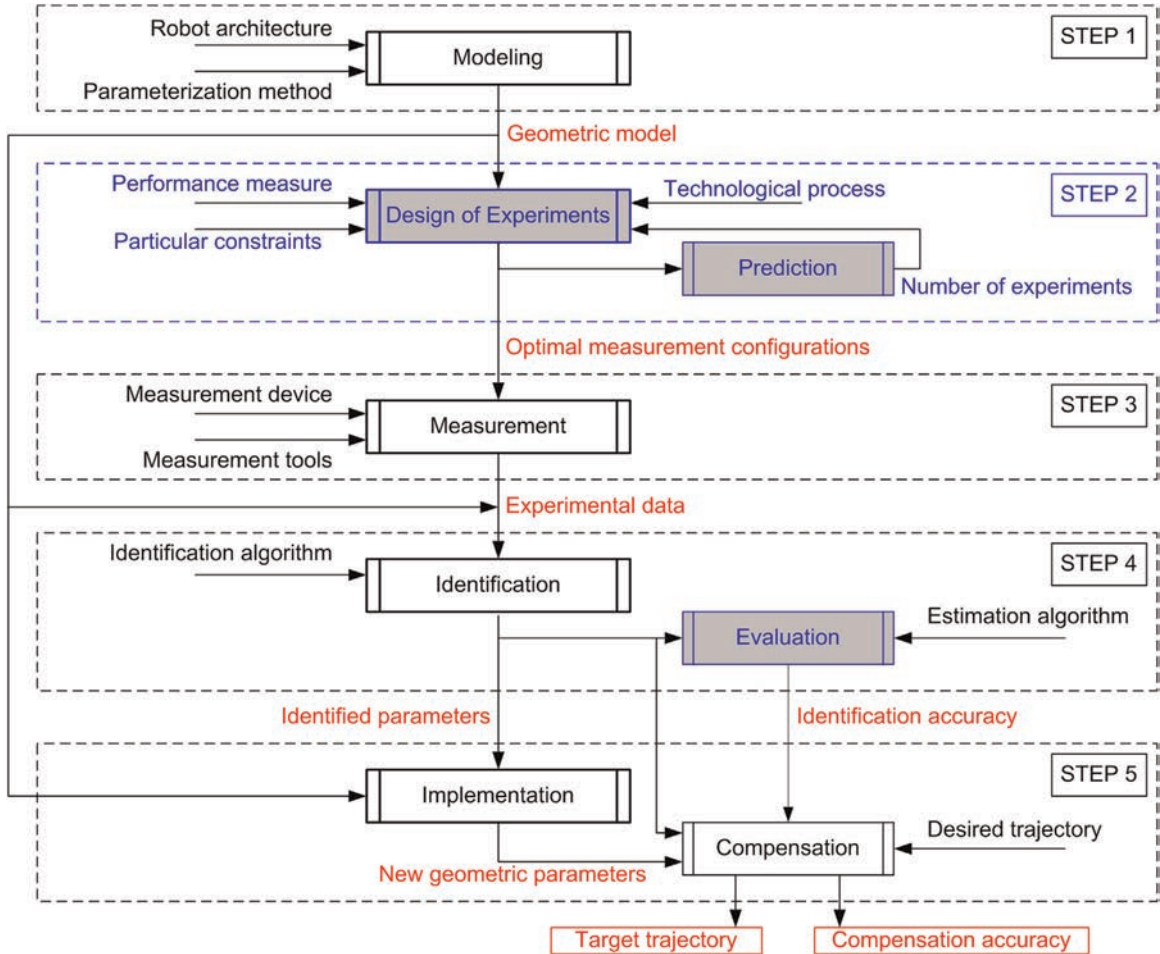 Robot architecture
Modeling
STEP 1
Parameterization method
Geometric model
Performance measure
Technological process
STEP 2
Design of Experiments
Particular constraints
Prediction
Number of experiments
Optimal measurement configurations
Measurement device
STEP 3
Measurement
Measurement tools
Experimental data
Identification algorithm
STEP 4
Identification
Estimation algorithm
Evaluation
Identified parameters
Identification accuracy
STEP 5
Implementation
Desired trajectory
Compensation
New geometric parameters
Target trajectory
Compensation accuracy